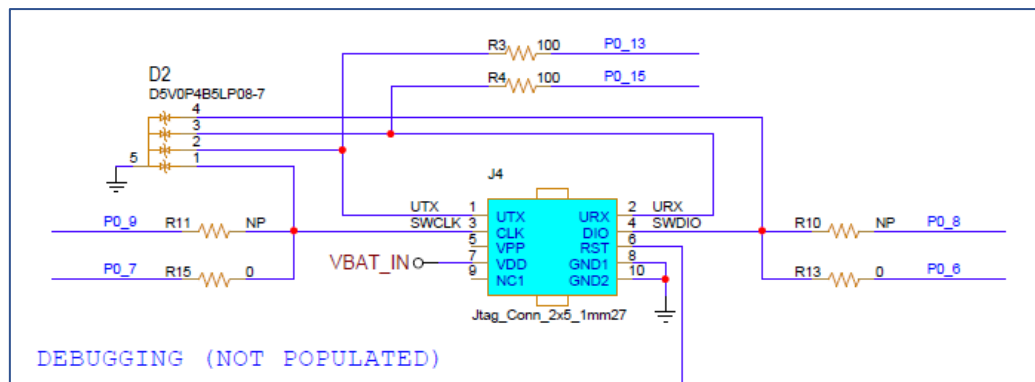 R3 100 P0_13
R4 100 P0_15
D2
D5V0P4B5LP08-7
4
3
2
5 1
J4
UTX 1 UTX URX 2 URX
SWCLK 3 CLK DIO 4 SWDIO
5 VPP RST 6
VBAT_IN 7 VDD GND1 8
9 NC1 GND2 10
Jtag_Conn_2x5_1mm27
P0_9 R11 NP
P0_7 R15 0
R10 NP P0_8
R13 0 P0_6
DEBUGGING (NOT POPULATED)